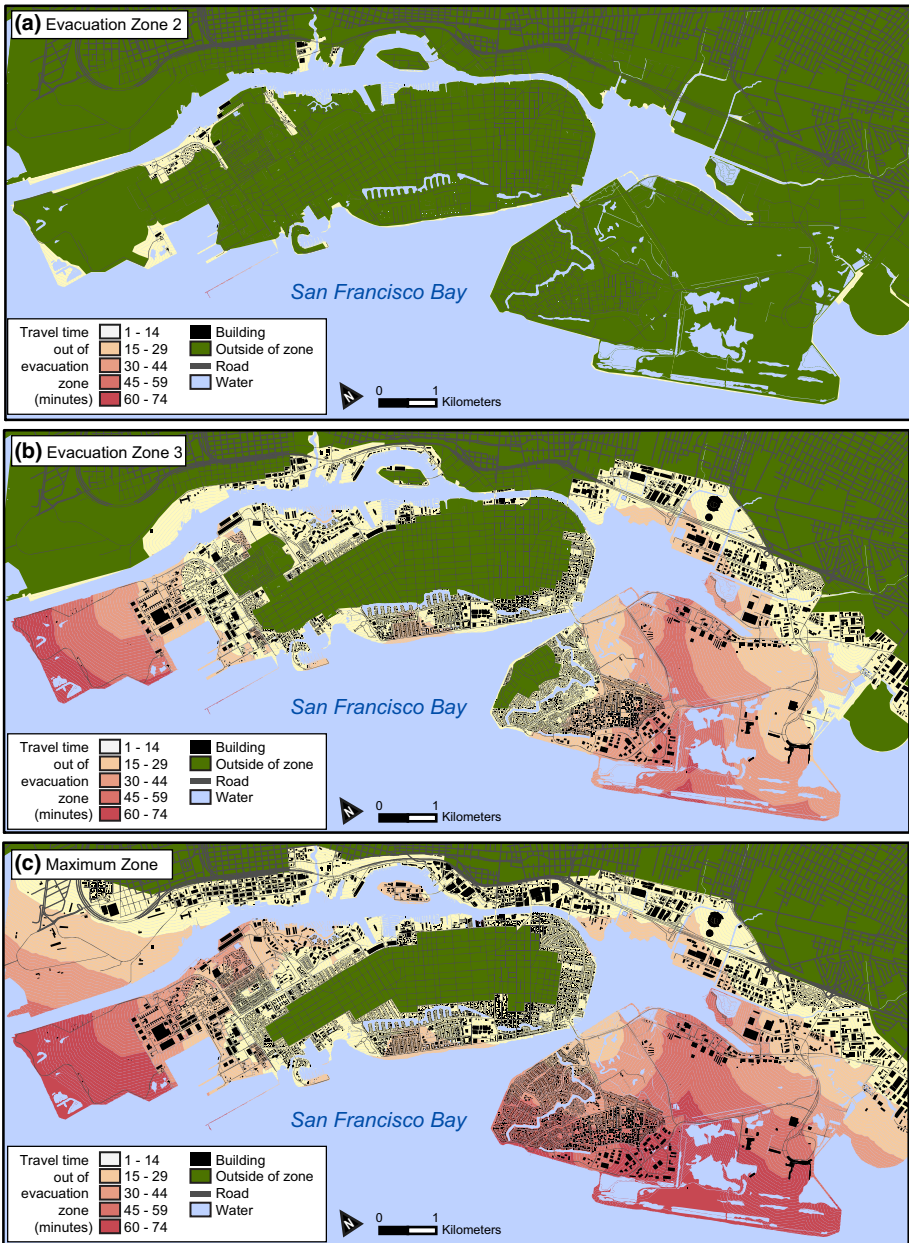 (a) Evacuation Zone 2
San Francisco Bay
Travel time
out of
evacuation
zone
(minutes)
1 - 14
15 - 29
30 - 44
45 - 59
60 - 74
Building
Outside of zone
Road
Water
N
0 1
Kilometers
(b) Evacuation Zone 3
San Francisco Bay
Travel time
out of
evacuation
zone
(minutes)
1 - 14
15 - 29
30 - 44
45 - 59
60 - 74
Building
Outside of zone
Road
Water
N
0 1
Kilometers
(c) Maximum Zone
San Francisco Bay
Travel time
out of
evacuation
zone
(minutes)
1 - 14
15 - 29
30 - 44
45 - 59
60 - 74
Building
Outside of zone
Road
Water
N
0 1
Kilometers